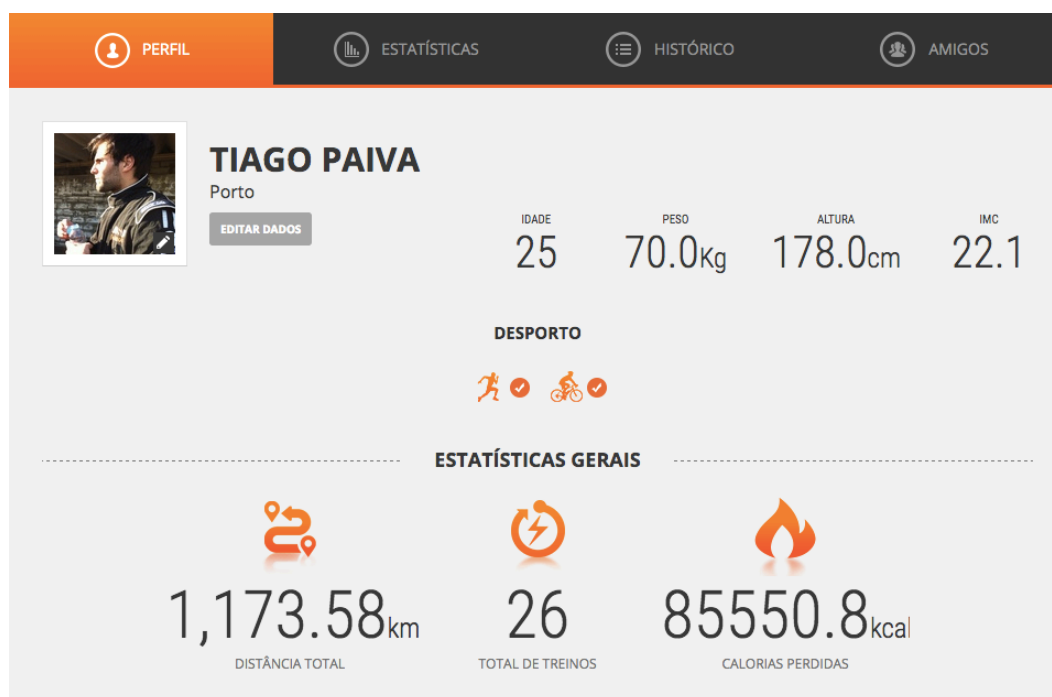 PERFIL ESTATÍSTICAS HISTÓRICO AMIGOS
TIAGO PAIVA
Porto
EDITAR DADOS
IDADE PESO ALTURA IMC
25 70.0Kg 178.0cm 22.1
DESPORTO
ESTATÍSTICAS GERAIS
1,173.58km 26 85550.8kcal
DISTÂNCIA TOTAL TOTAL DE TREINOS CALORIAS PERDIDAS